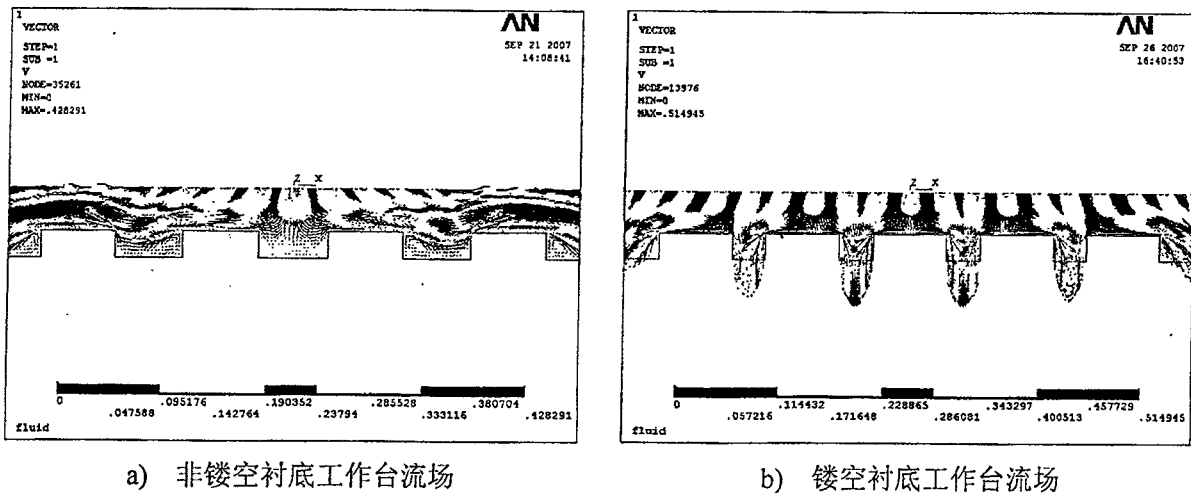 1
VECTOR
STEP=1
SUB =1
V
NODE=35261
MIN=0
MAX=.428291
AN
SEP 21 2007
14:08:41
Z X
0 .095176 .190352 .285528 .380704
.047588 .142764 .23794 .333116 .428291
fluid
a) 非镂空衬底工作台流场
1
VECTOR
STEP=1
SUB =1
V
NODE=13976
MIN=0
MAX=.514945
AN
SEP 26 2007
16:40:53
Z X
0 .114432 .228865 .343297 .457729
.057216 .171648 .286081 .400513 .514945
fluid
b) 镂空衬底工作台流场